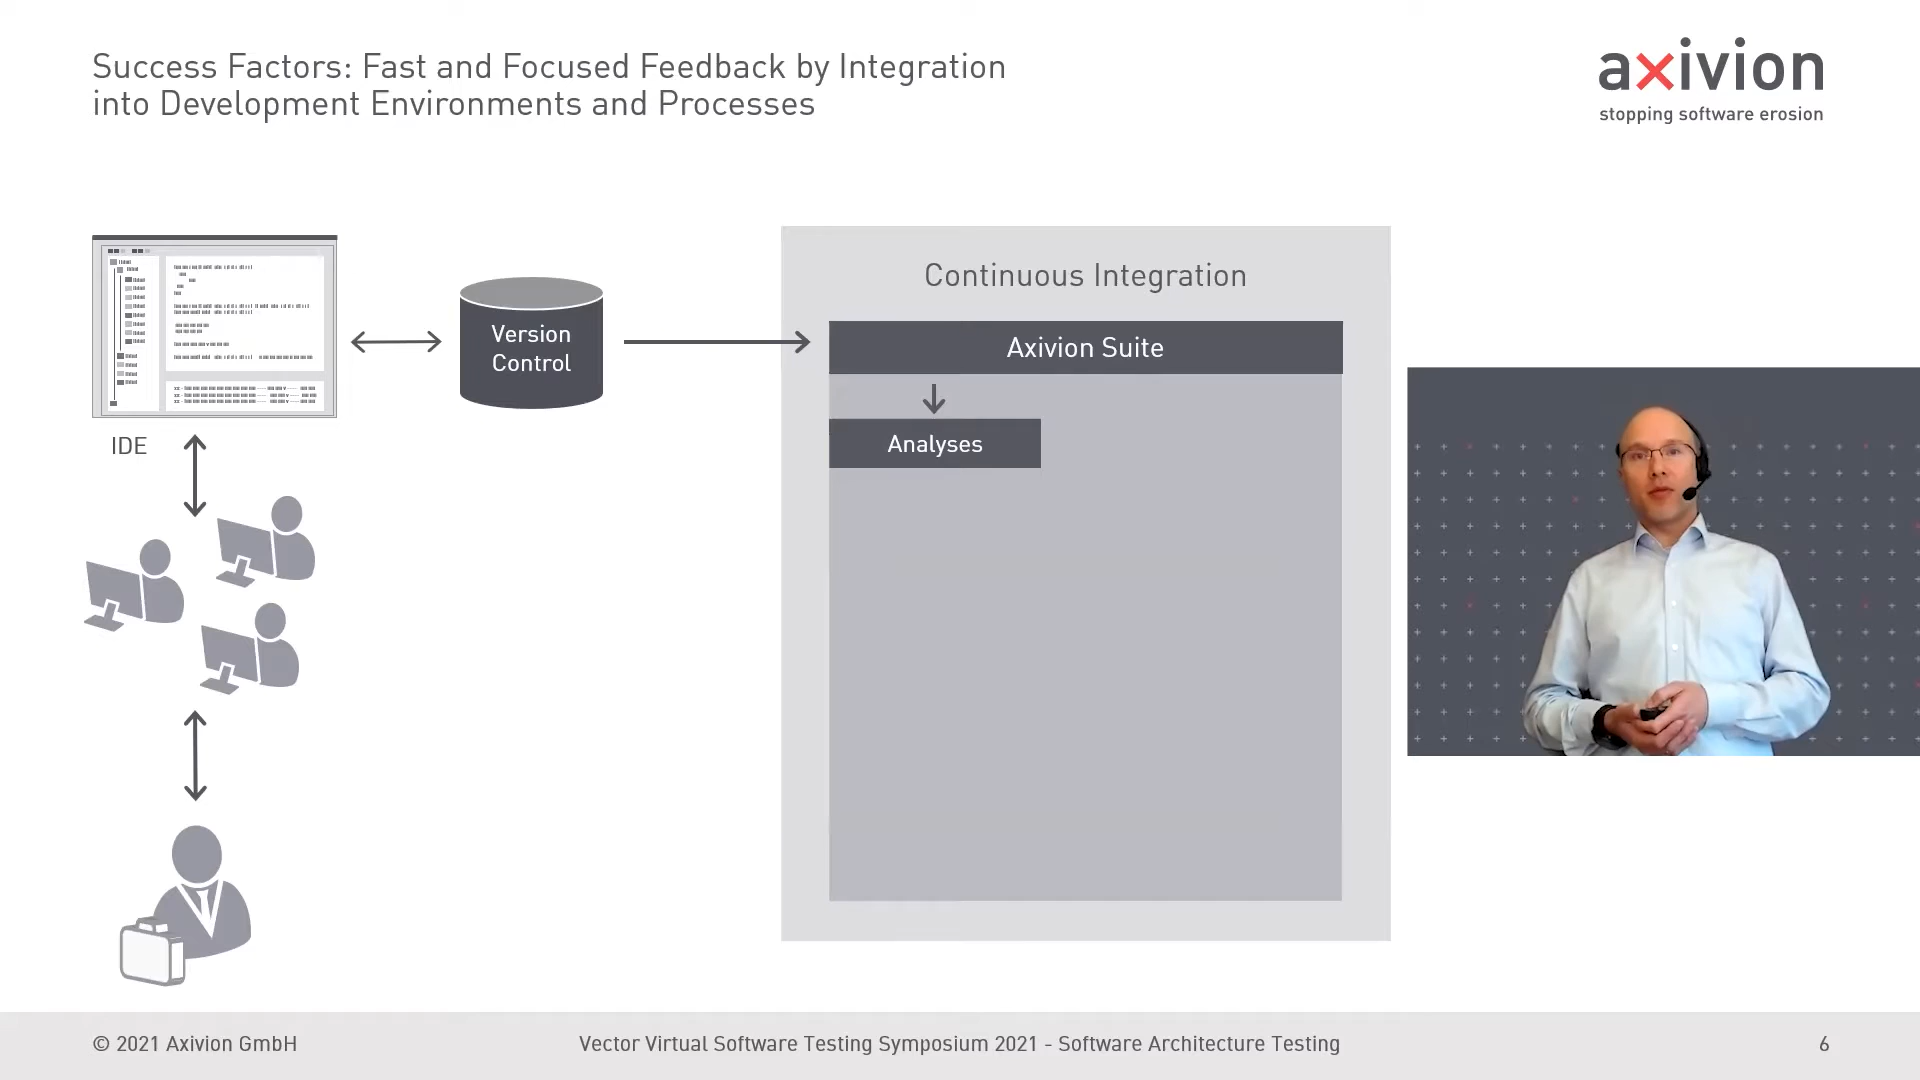 Success Factors: Fast and Focused Feedback by Integration
into Development Environments and Processes
axivion
stopping software erosion
Continuous Integration
Version
Control
Axivion Suite
Analyses
IDE
© 2021 Axivion GmbH
Vector Virtual Software Testing Symposium 2021 - Software Architecture Testing
6